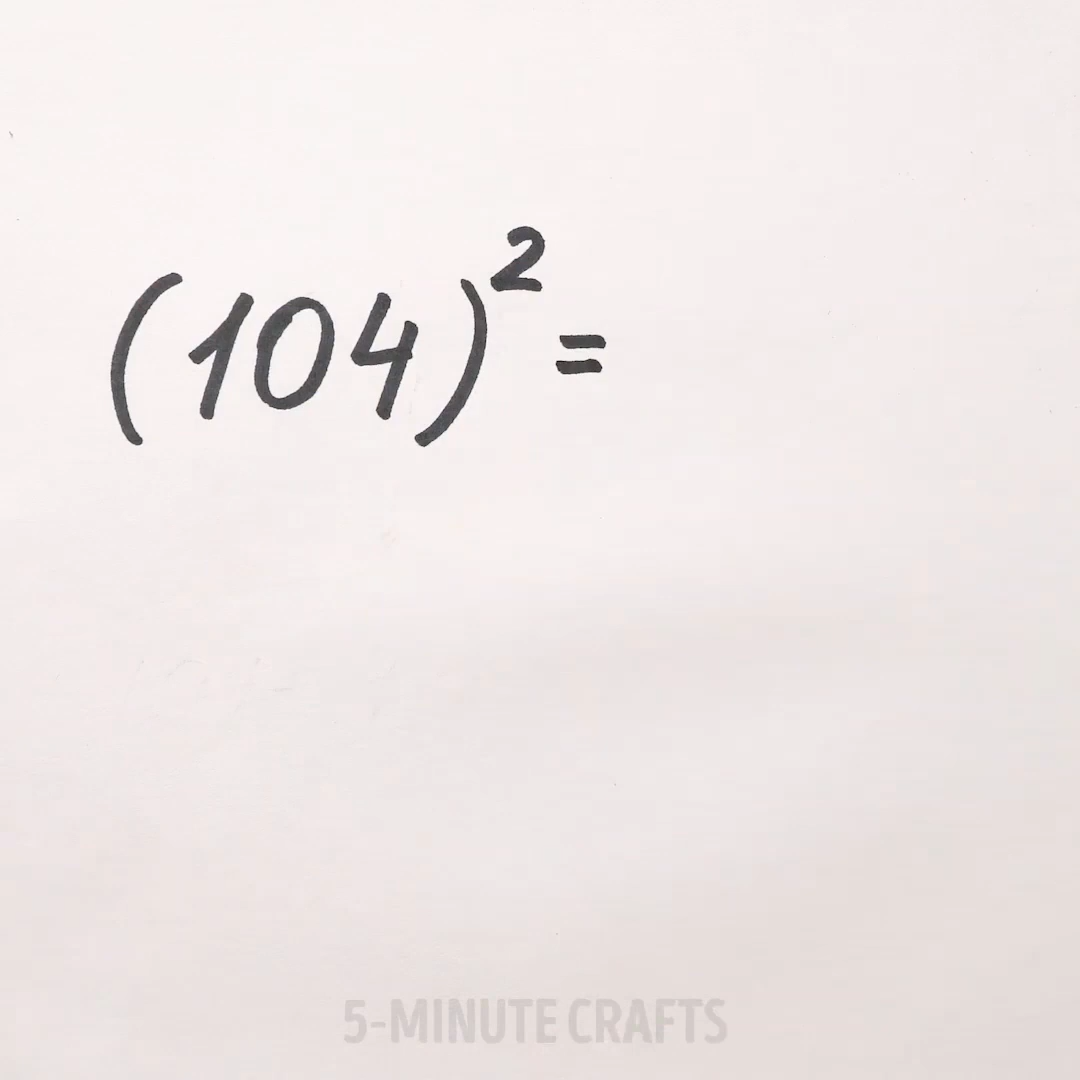 (104)² =
5-MINUTE CRAFTS